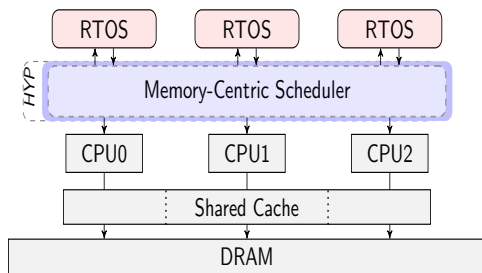 RTOS RTOS RTOS
HYP
Memory-Centric Scheduler
CPU0 CPU1 CPU2
Shared Cache
DRAM